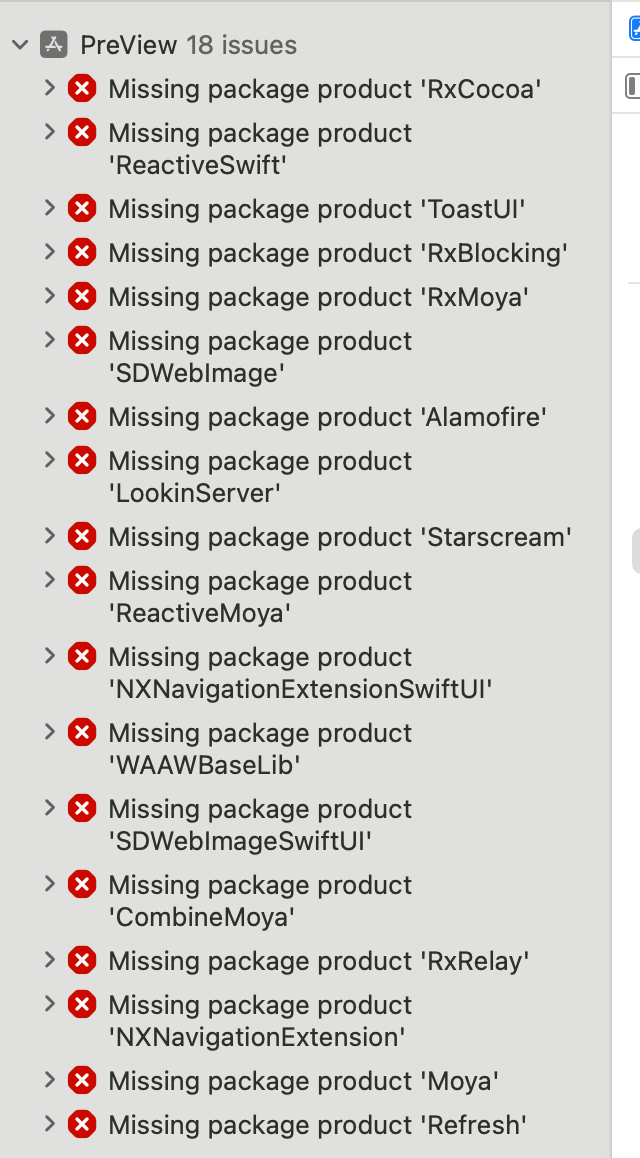 PreView 18 issues
Missing package product 'RxCocoa'
Missing package product
'ReactiveSwift'
Missing package product 'ToastUI'
Missing package product 'RxBlocking'
Missing package product 'RxMoya'
Missing package product
'SDWebImage'
Missing package product 'Alamofire'
Missing package product
'LookinServer'
Missing package product 'Starscream'
Missing package product
'ReactiveMoya'
Missing package product
'NXNavigationExtensionSwiftUI'
Missing package product
'WAAWBaseLib'
Missing package product
'SDWebImageSwiftUI'
Missing package product
'CombineMoya'
Missing package product 'RxRelay'
Missing package product
'NXNavigationExtension'
Missing package product 'Moya'
Missing package product 'Refresh'